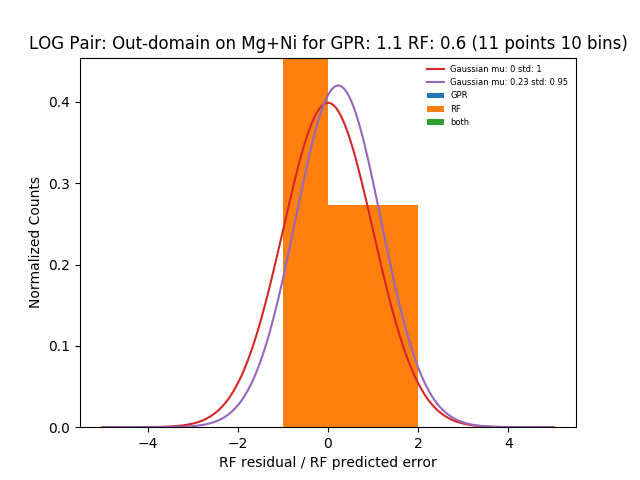 LOG Pair: Out-domain on Mg+Ni for GPR: 1.1 RF: 0.6 (11 points 10 bins)
Gaussian mu: 0 std: 1
Gaussian mu: 0.23 std: 0.95
GPR
RF
both
Normalized Counts
0.4
0.3
0.2
0.1
0.0
−4
−2
0
2
4
RF residual / RF predicted error